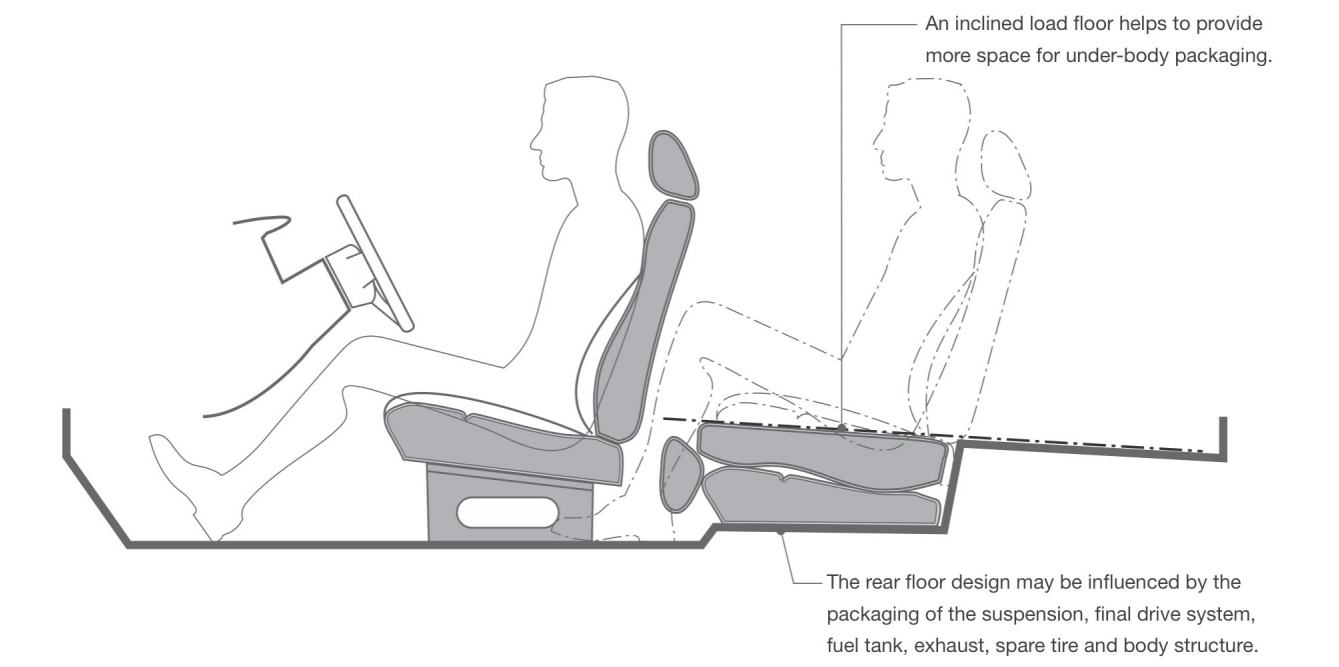 An inclined load floor helps to provide
more space for under-body packaging.
The rear floor design may be influenced by the
packaging of the suspension, final drive system,
fuel tank, exhaust, spare tire and body structure.